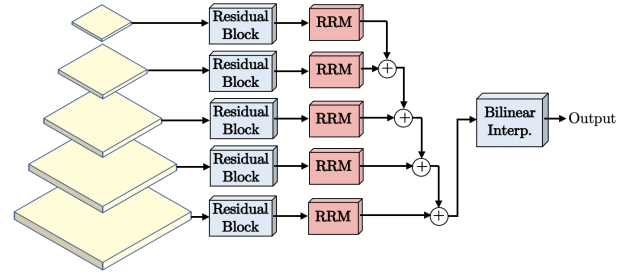 Residual
Block
RRM
Residual
Block
RRM
+
Residual
Block
RRM
+
Bilinear
Interp.
Output
Residual
Block
RRM
+
Residual
Block
RRM
+